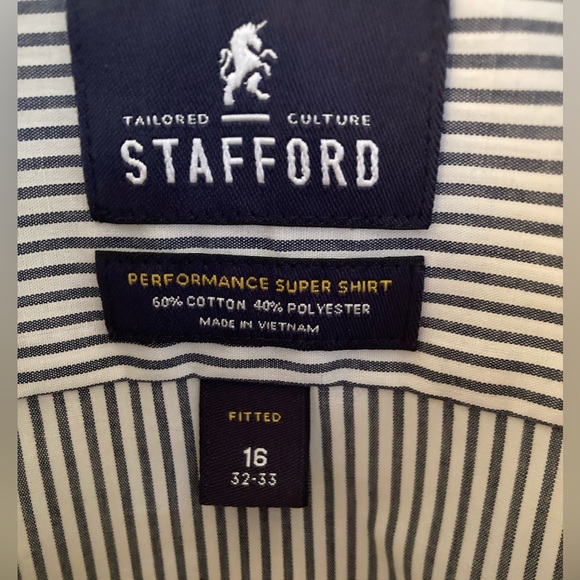 TAILORED CULTURE
STAFFORD
PERFORMANCE SUPER SHIRT
60% COTTON 40% POLYESTER
MADE IN VIETNAM
FITTED
16
32-33